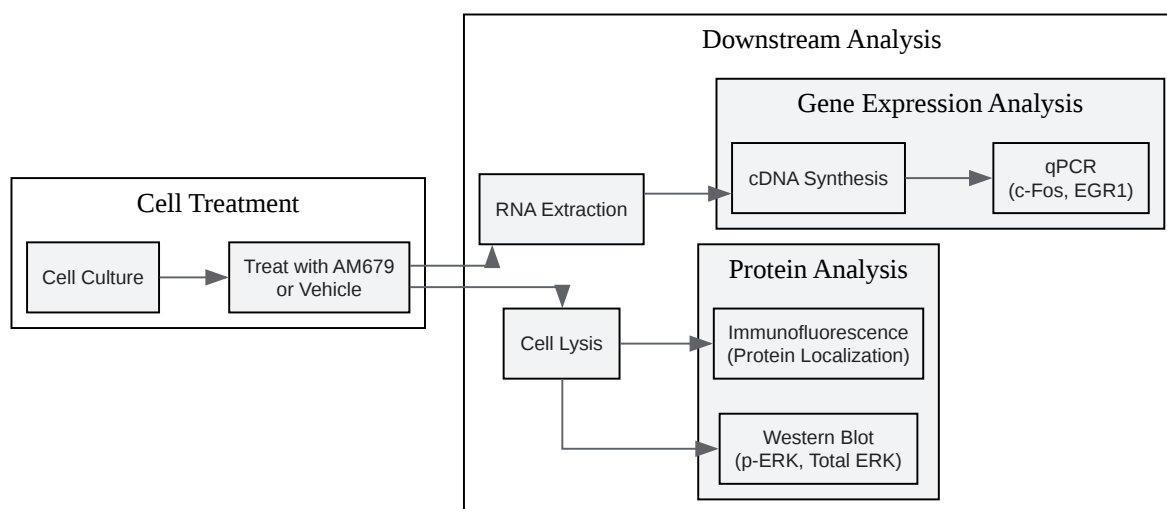 Downstream Analysis
Gene Expression Analysis
cDNA Synthesis
qPCR
(c-Fos, EGR1)
RNA Extraction
Cell Treatment
Cell Culture
Treat with AM679
or Vehicle
Protein Analysis
Cell Lysis
Immunofluorescence
(Protein Localization)
Western Blot
(p-ERK, Total ERK)